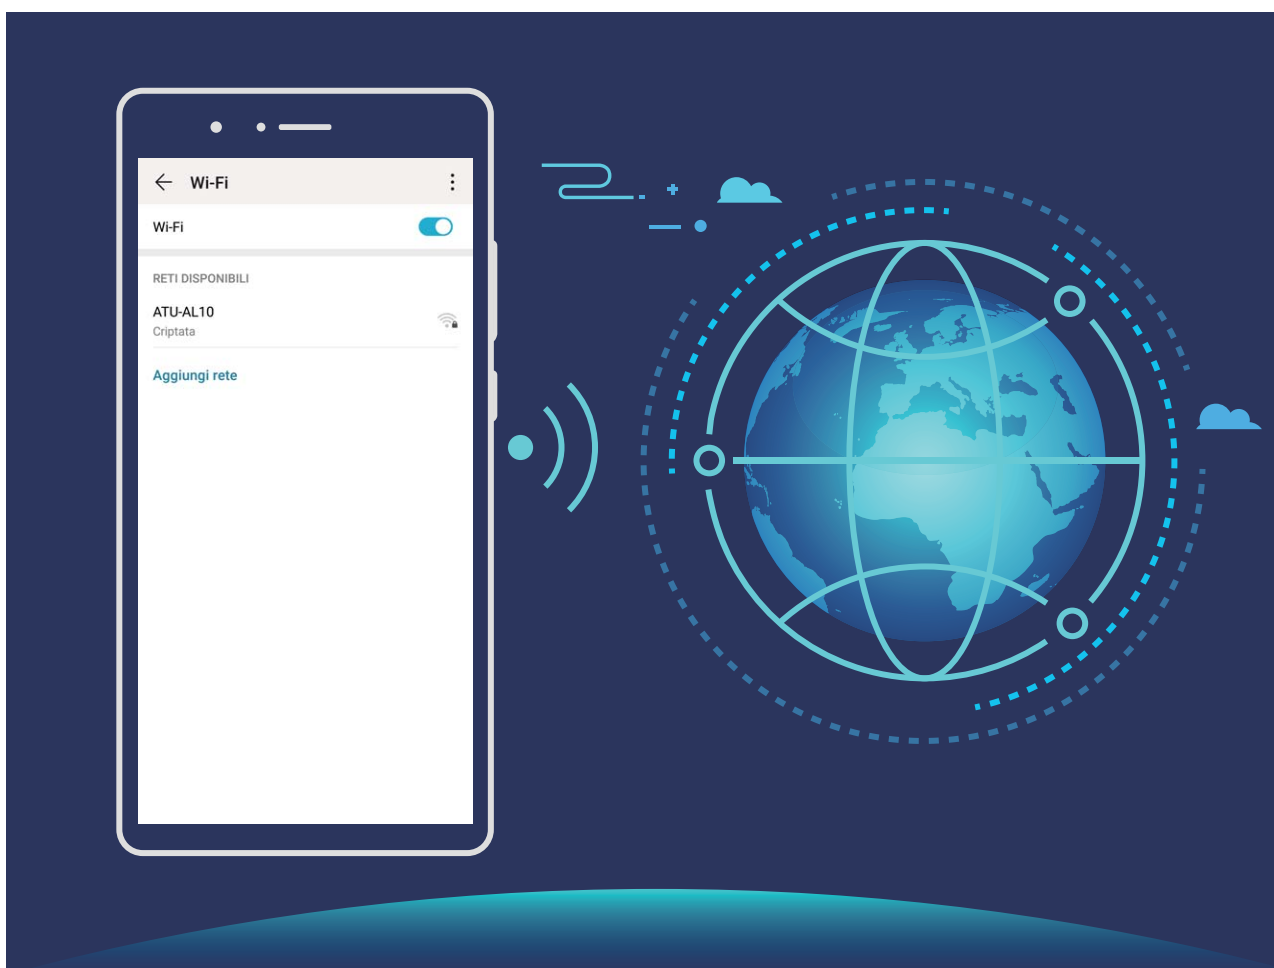 Wi-Fi
Wi-Fi
RETI DISPONIBILI
ATU-AL10
Criptata
Aggiungi rete